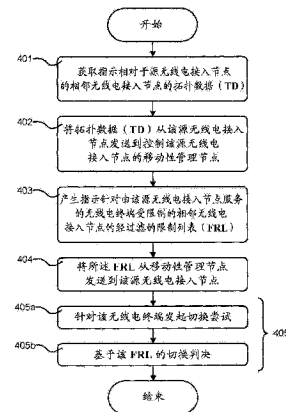 开始
401
获取指示相对于源无线电接入节点
的相邻无线电接入节点的拓扑数据（TD）
402
将拓扑数据（TD）从该源无线电接入
节点发送到控制该源无线电
接入节点的移动性管理节点
403
产生指示针对由该源无线电接入节点服务
的无线电终端受限制的相邻无线电
接入节点的经过滤的限制列表（FRL）
404
将所述 FRL 从移动性管理节点
发送到该源无线电接入节点
405a
针对该无线电终端发起切换尝试
405
405b
基于该 FRL 的切换判决
结束